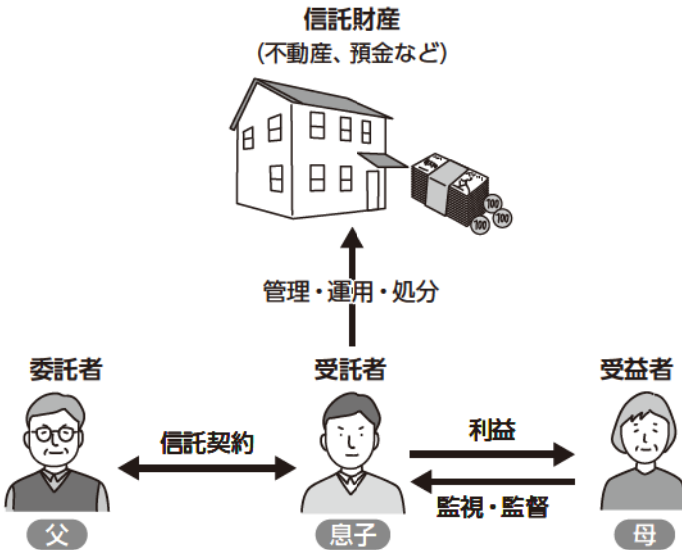 信託財産
(不動産、預金など)
100
100
100
管理・運用・処分
委託者
受託者
受益者
信託契約
利益
監視・監督
父
息子
母